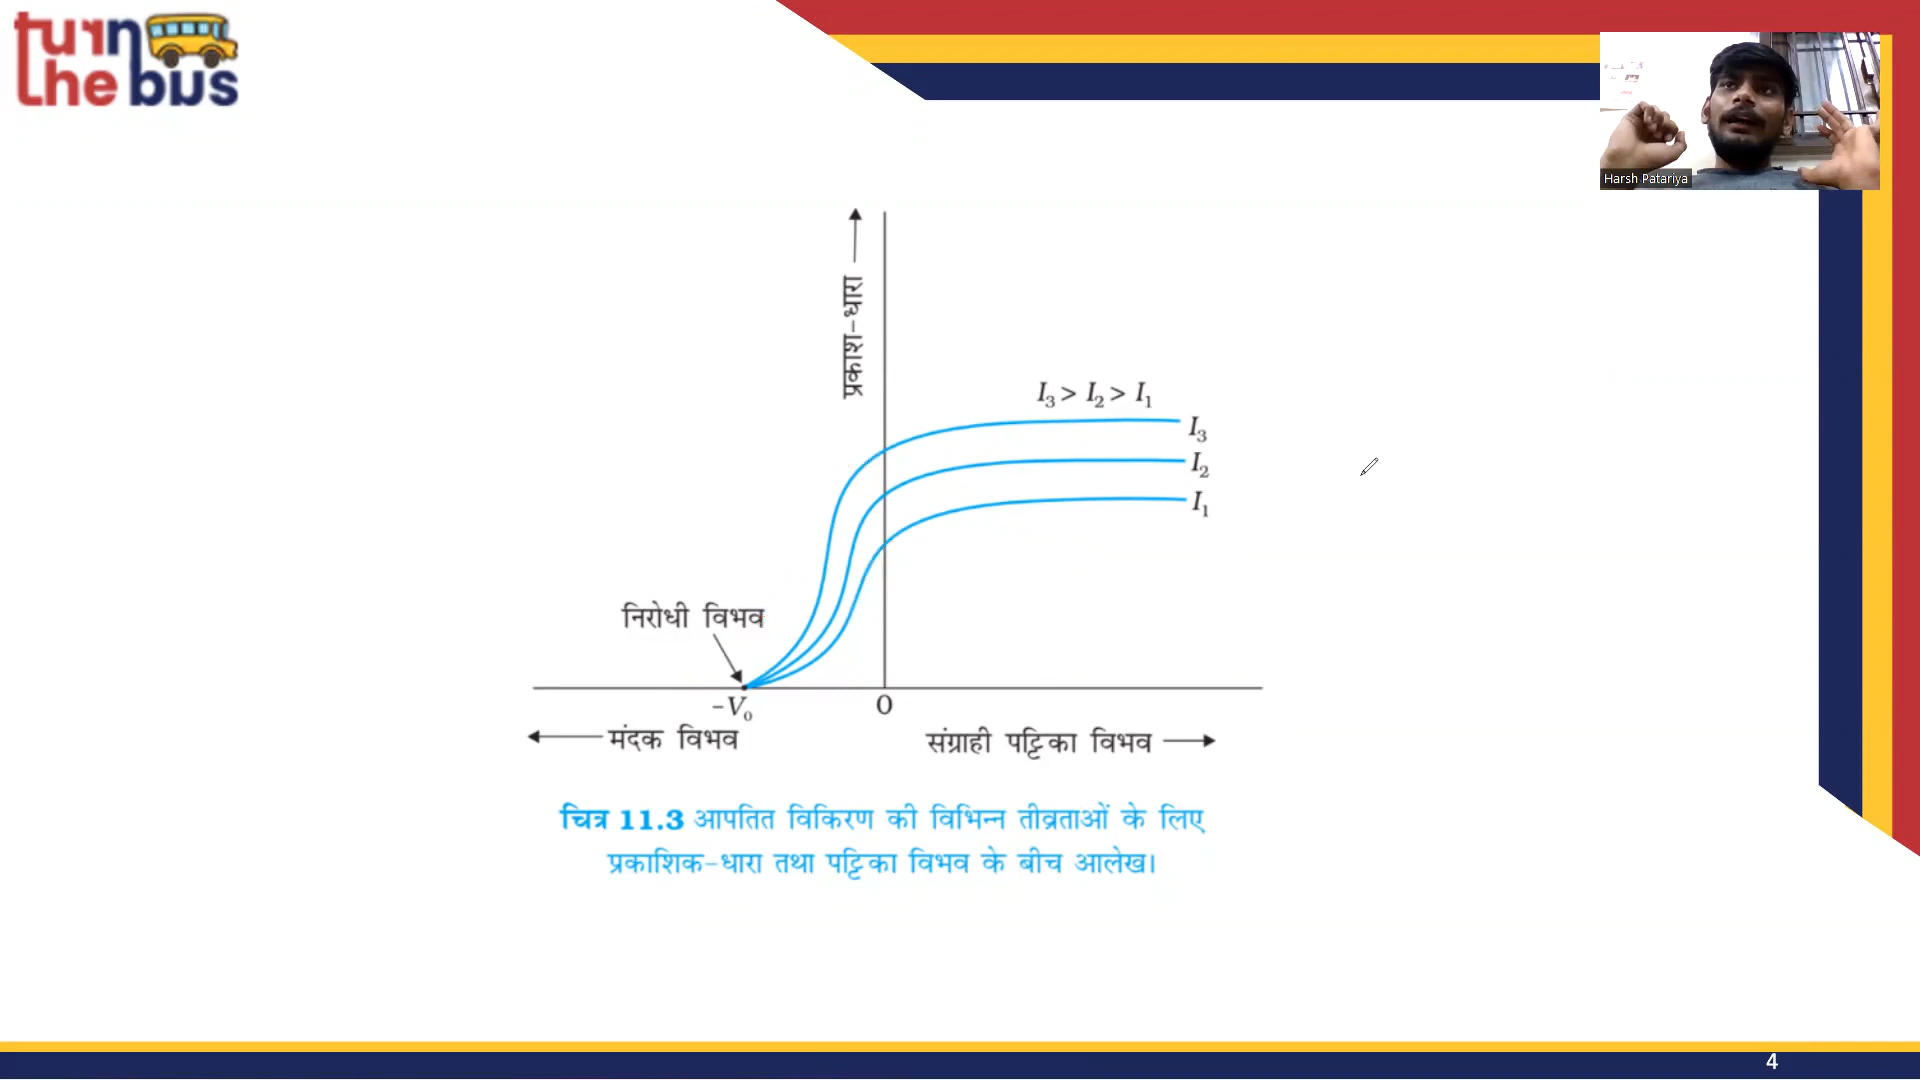 turn
the bus
Harsh Patariya
प्रकाश-धारा
I₃ > I₂ > I₁
I₃
I₂
I₁
निरोधी विभव
–V₀
0
मंदक विभव
संग्राही पट्टिका विभव
चित्र 11.3 आपतित विकिरण की विभिन्न तीव्रताओं के लिए
प्रकाशिक-धारा तथा पट्टिका विभव के बीच आलेख।
4